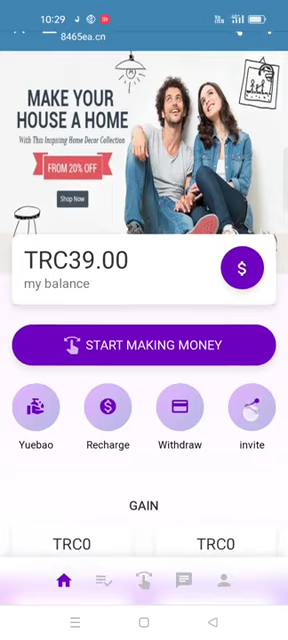 10:29
8465ea.cn
MAKE YOUR
HOUSE A HOME
With This Inspiring Home Decor Collection
FROM 20% OFF
Shop Now
TRC39.00
my balance
$
START MAKING MONEY
Yuebao
Recharge
Withdraw
invite
GAIN
TRC0
TRC0